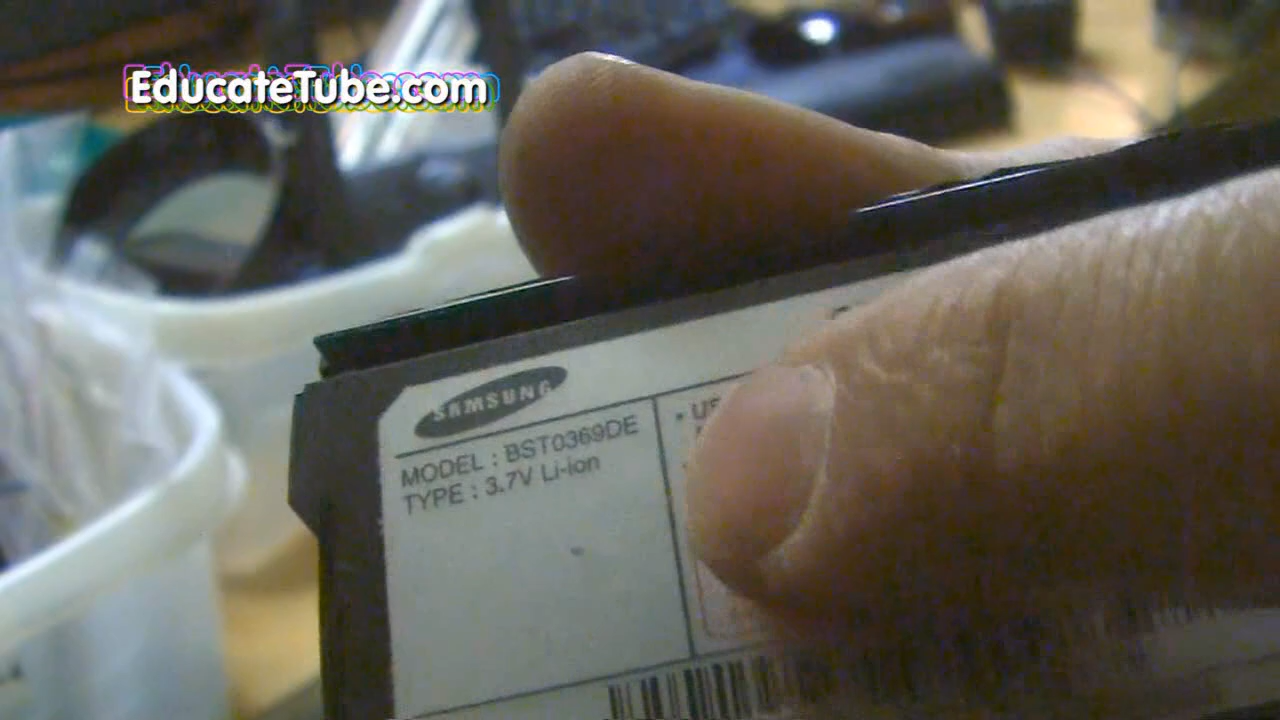 EducateTube.com
SAMSUNG
MODEL : BST0369DE
TYPE : 3.7V Li-ion